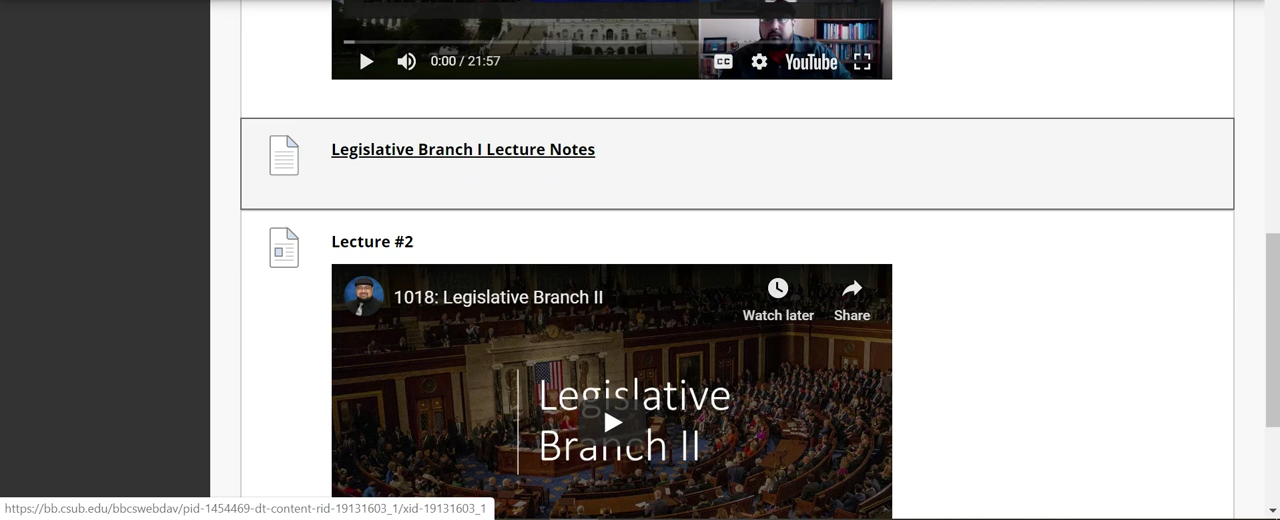 0:00 / 21:57
CC
YouTube
Legislative Branch I Lecture Notes
Lecture #2
1018: Legislative Branch II
Watch later
Share
Legislative
Branch II
https://bb.csub.edu/bbcswebdav/pid-1454469-dt-content-rid-19131603_1/xid-19131603_1